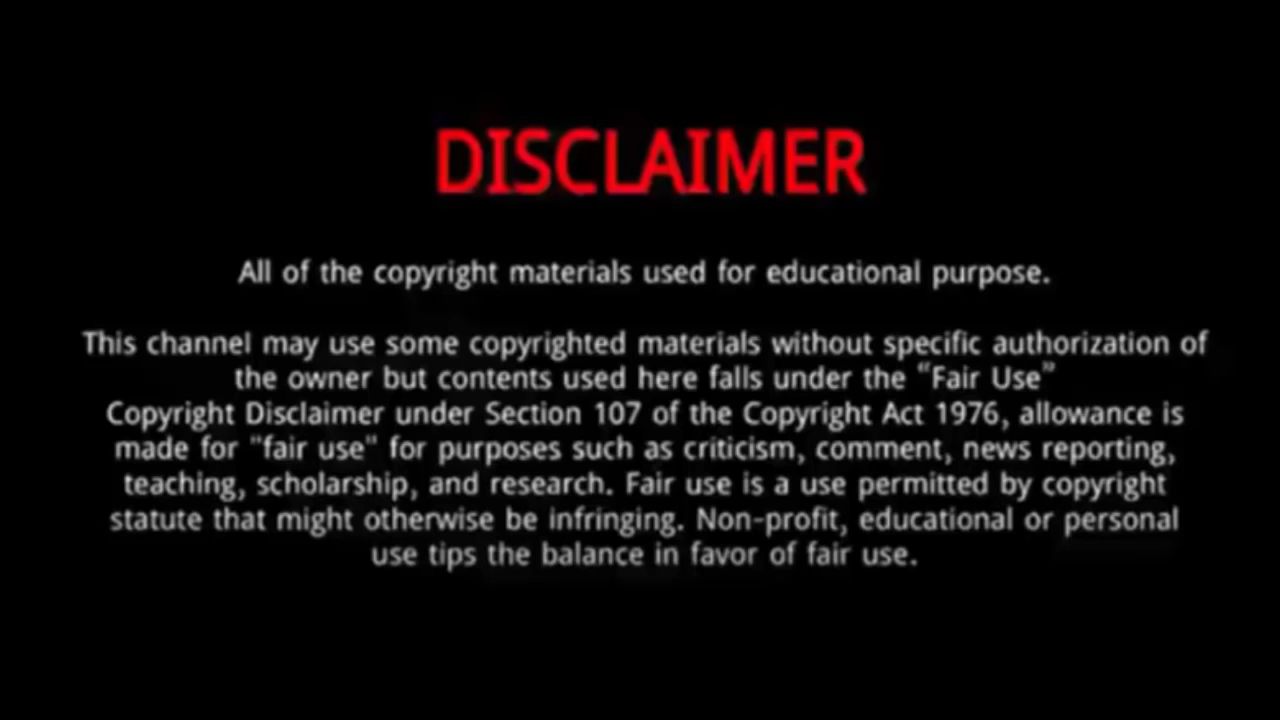 DISCLAIMER
All of the copyright materials used for educational purpose.
This channel may use some copyrighted materials without specific authorization of
the owner but contents used here falls under the “Fair Use”
Copyright Disclaimer under Section 107 of the Copyright Act 1976, allowance is
made for "fair use" for purposes such as criticism, comment, news reporting,
teaching, scholarship, and research. Fair use is a use permitted by copyright
statute that might otherwise be infringing. Non-profit, educational or personal
use tips the balance in favor of fair use.